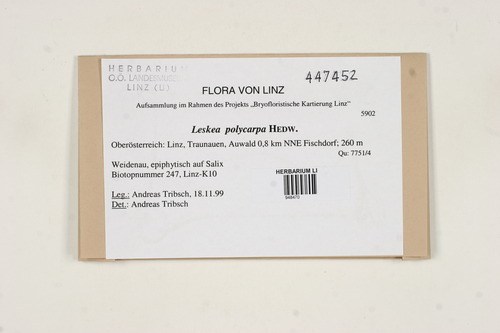 HERBARIUM
O.Ö. LANDESMUSEUM
LINZ (LI)
447452
FLORA VON LINZ
Aufsammlung im Rahmen des Projekts „Bryofloristische Kartierung Linz“
5902
Leskea polycarpa HEDW.
Oberösterreich: Linz, Traunauen, Auwald 0,8 km NNE Fischdorf; 260 m
Qu: 7751/4
Weidenau, epiphytisch auf Salix
Biotopnummer 247, Linz-K10
HERBARIUM LI
Leg.: Andreas Tribsch, 18.11.99
Det.: Andreas Tribsch